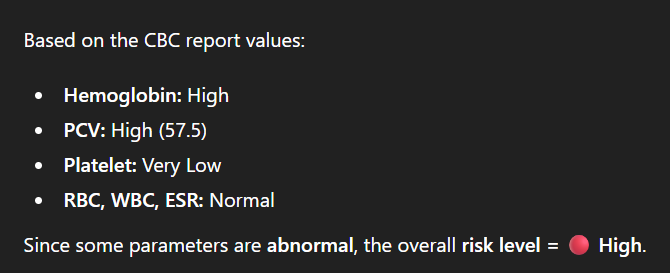 Based on the CBC report values:
• Hemoglobin: High
• PCV: High (57.5)
• Platelet: Very Low
• RBC, WBC, ESR: Normal
Since some parameters are abnormal, the overall risk level = 🔴 High.